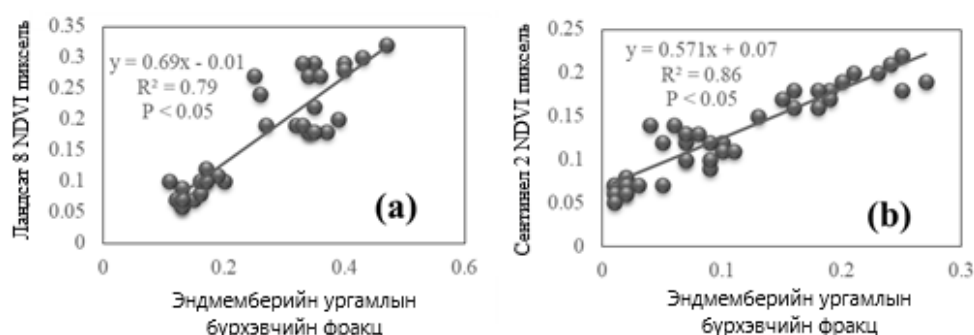 0.35
0.3
0.25
0.2
0.15
0.1
0.05
0
Ландсат 8 NDVI пиксель
y = 0.69x - 0.01
R² = 0.79
P < 0.05
(a)
0 0.2 0.4 0.6
Эндмемберийн ургамлын
бүрхэвчийн фракц
0.25
0.2
0.15
0.1
0.05
0
Сентинел 2 NDVI пиксель
y = 0.571x + 0.07
R² = 0.86
P < 0.05
(b)
0 0.1 0.2 0.3
Эндмемберийн ургамлын
бүрхэвчийн фракц